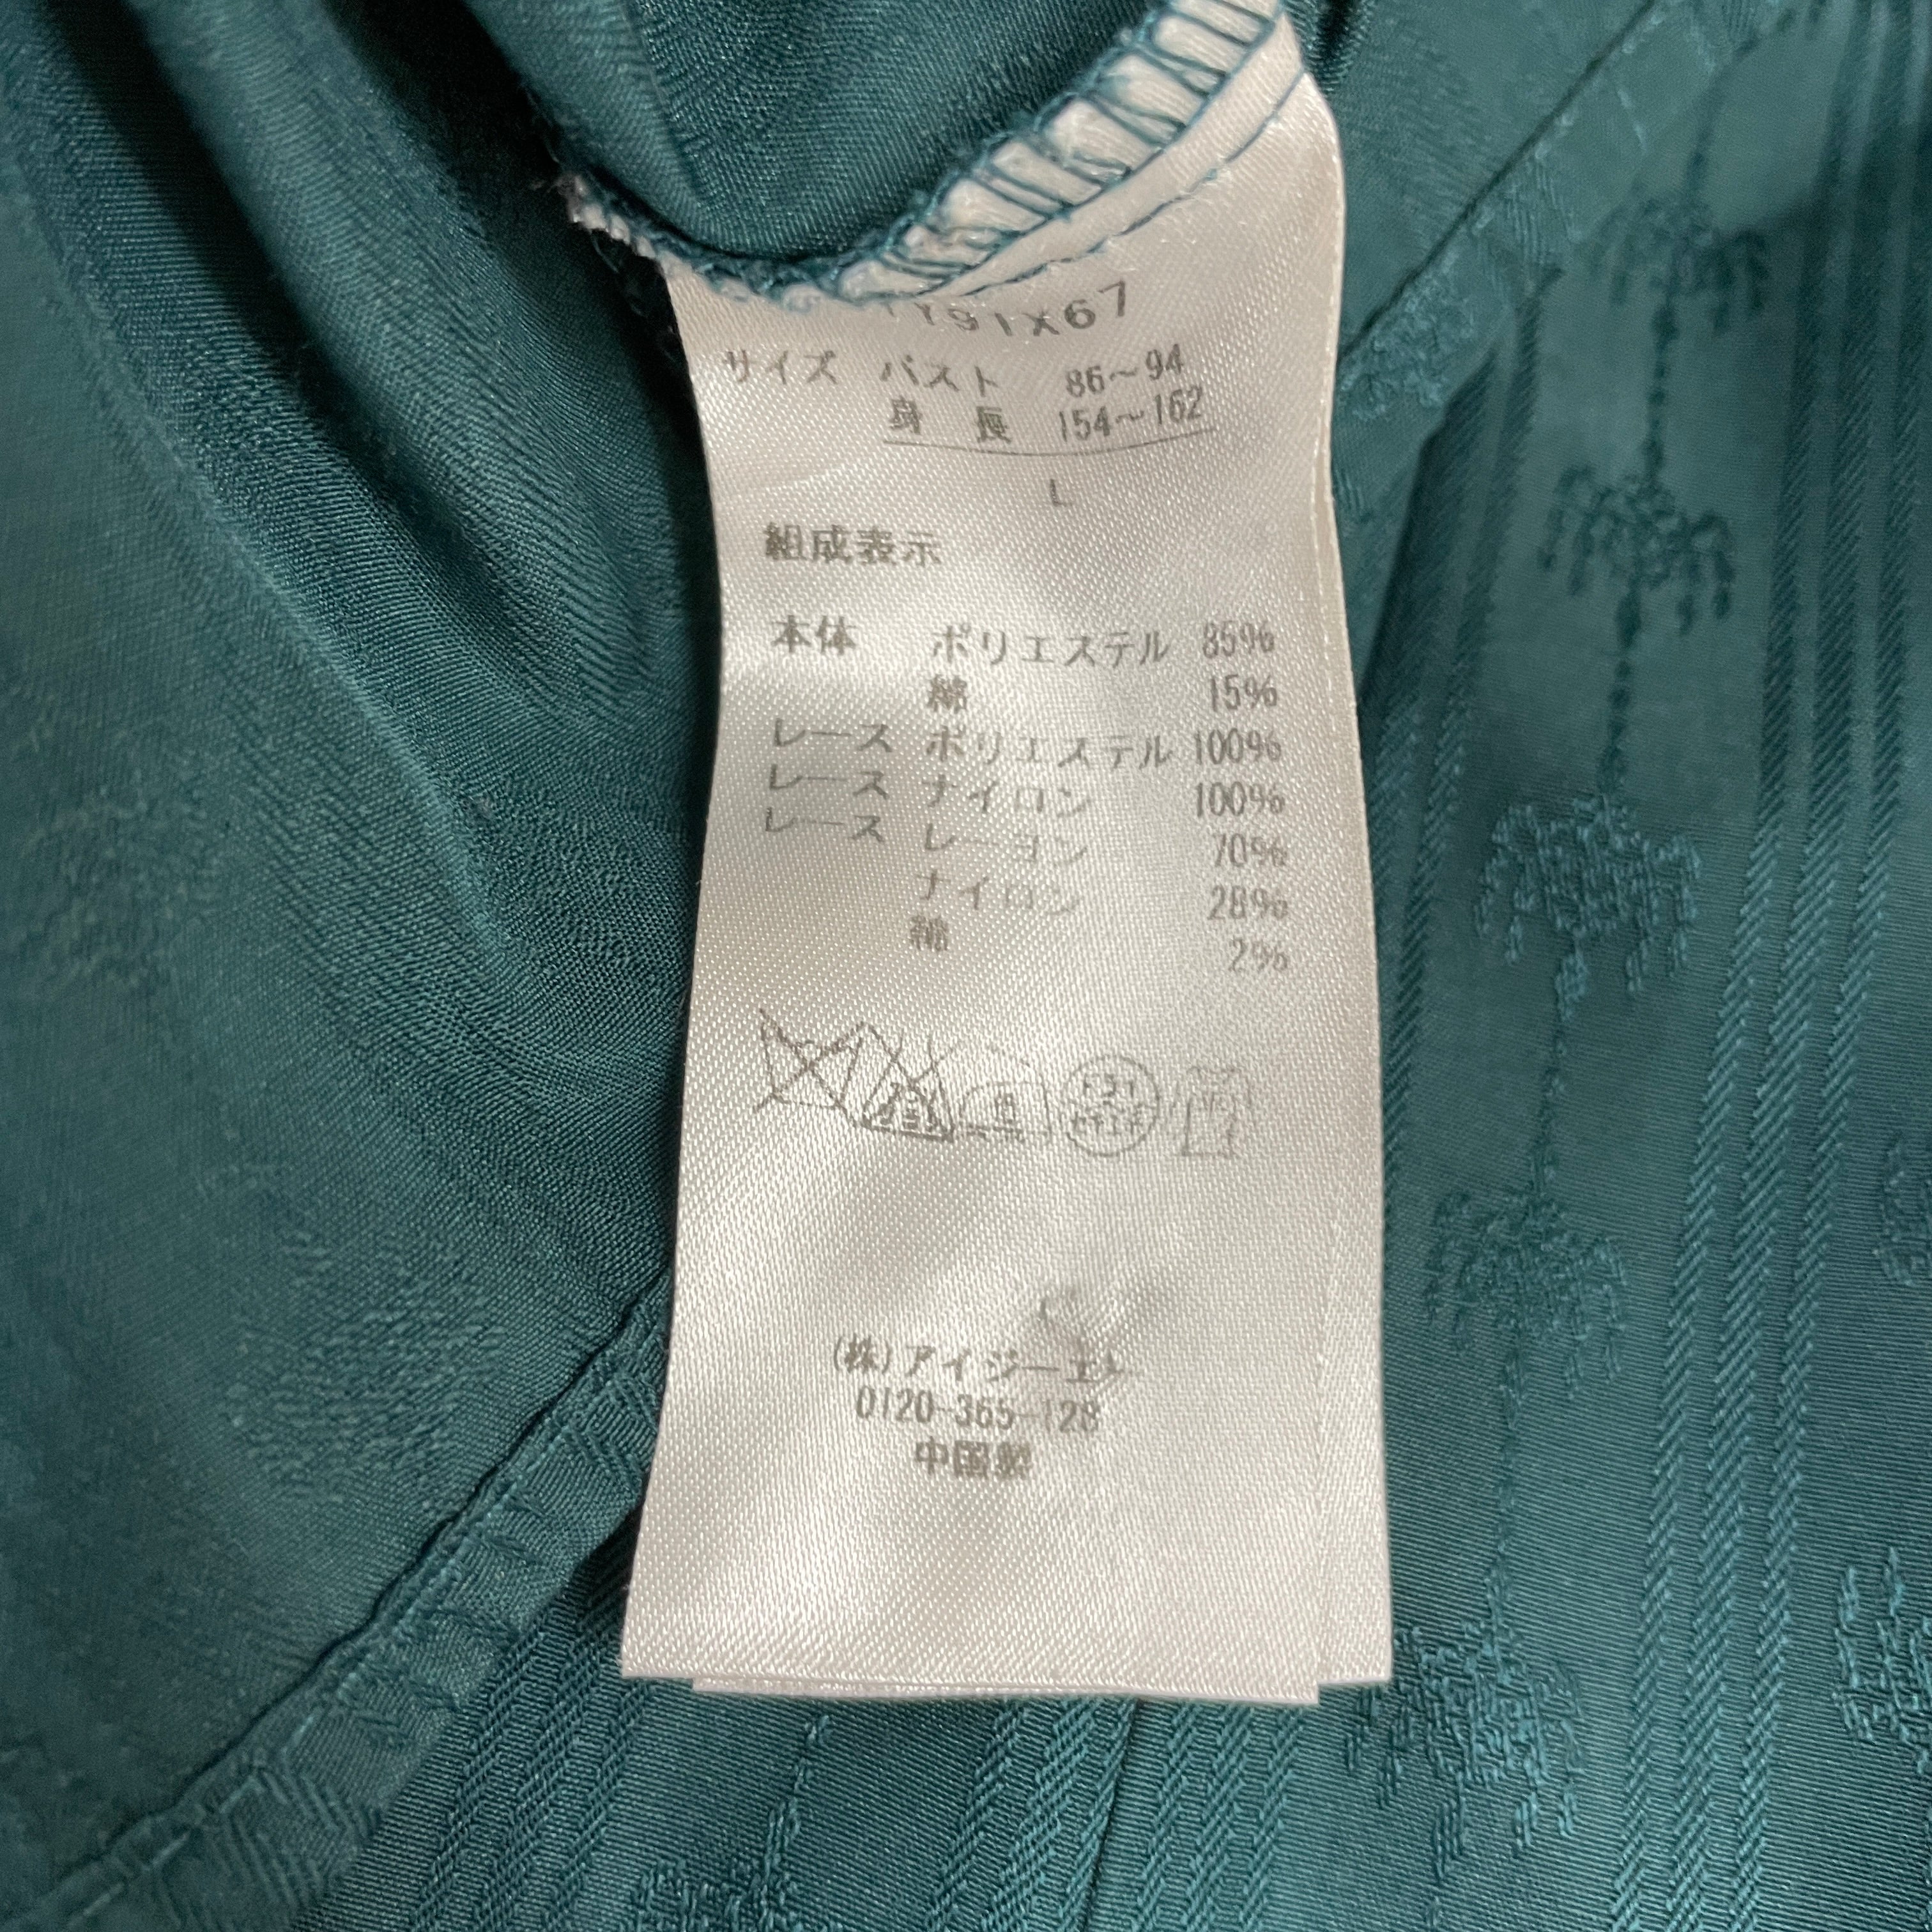 191X67
サイズ バスト 86～94
身長 154～162
L
組成表示
本体 ポリエステル 85%
綿 15%
レース ポリエステル 100%
レース ナイロン 100%
レース レーヨン 70%
ナイロン 28%
綿 2%
(株)アイジーエー
0120-365-128
中国製